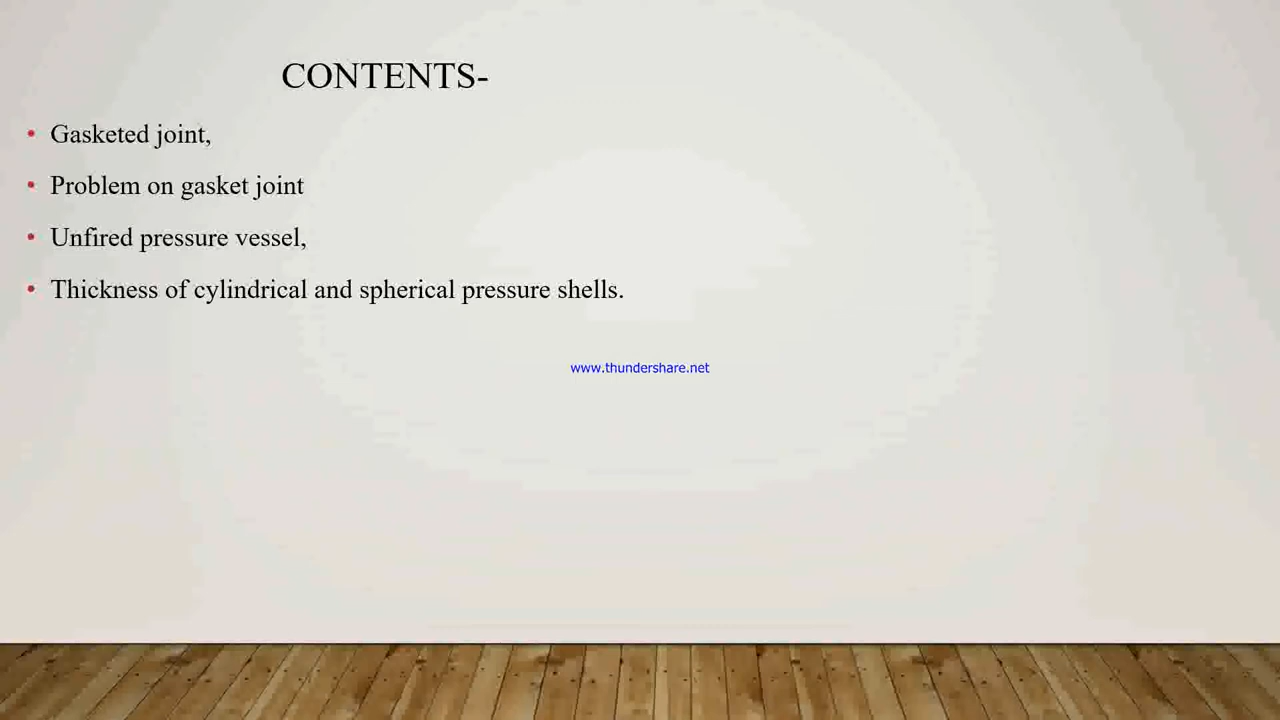 CONTENTS-
• Gasketed joint,
• Problem on gasket joint
• Unfired pressure vessel,
• Thickness of cylindrical and spherical pressure shells.
www.thundershare.net